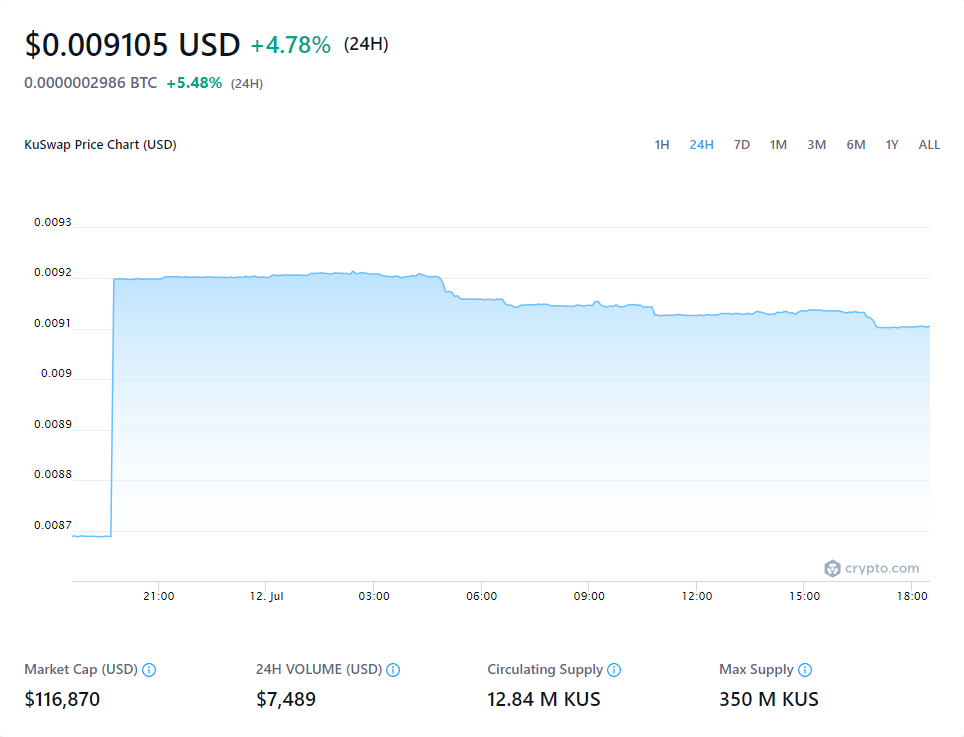 $0.009105 USD +4.78% (24H)
0.0000002986 BTC +5.48% (24H)
KuSwap Price Chart (USD) 1H 24H 7D 1M 3M 6M 1Y ALL
0.0093
0.0092
0.0091
0.009
0.0089
0.0088
0.0087
crypto.com
21:00 12. Jul 03:00 06:00 09:00 12:00 15:00 18:00
Market Cap (USD) 24H VOLUME (USD) Circulating Supply Max Supply
$116,870 $7,489 12.84 M KUS 350 M KUS